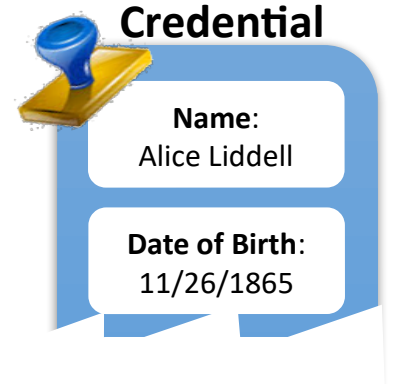 Credential
Name:
Alice Liddell
Date of Birth:
11/26/1865